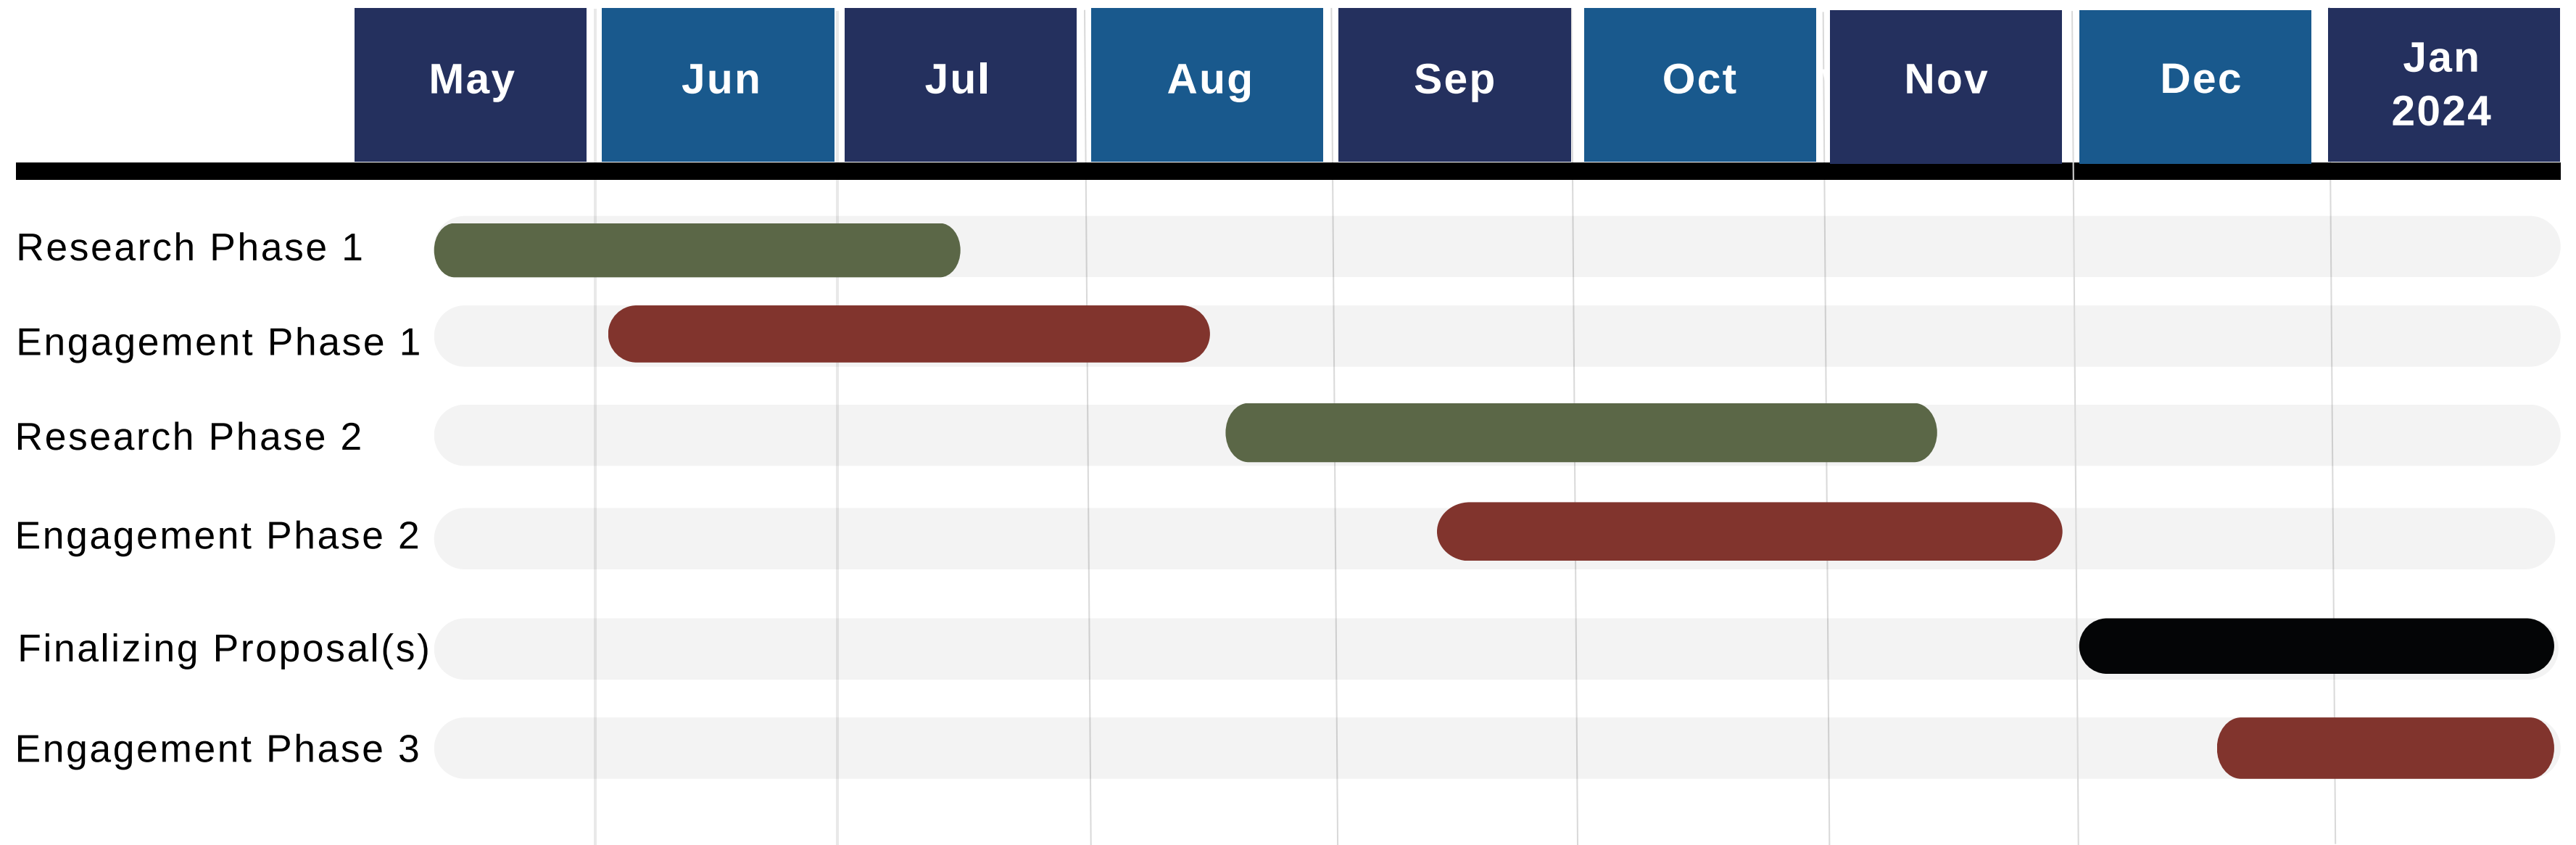 May Jun Jul Aug Sep Oct Nov Dec Jan
2024
Research Phase 1
Engagement Phase 1
Research Phase 2
Engagement Phase 2
Finalizing Proposal(s)
Engagement Phase 3